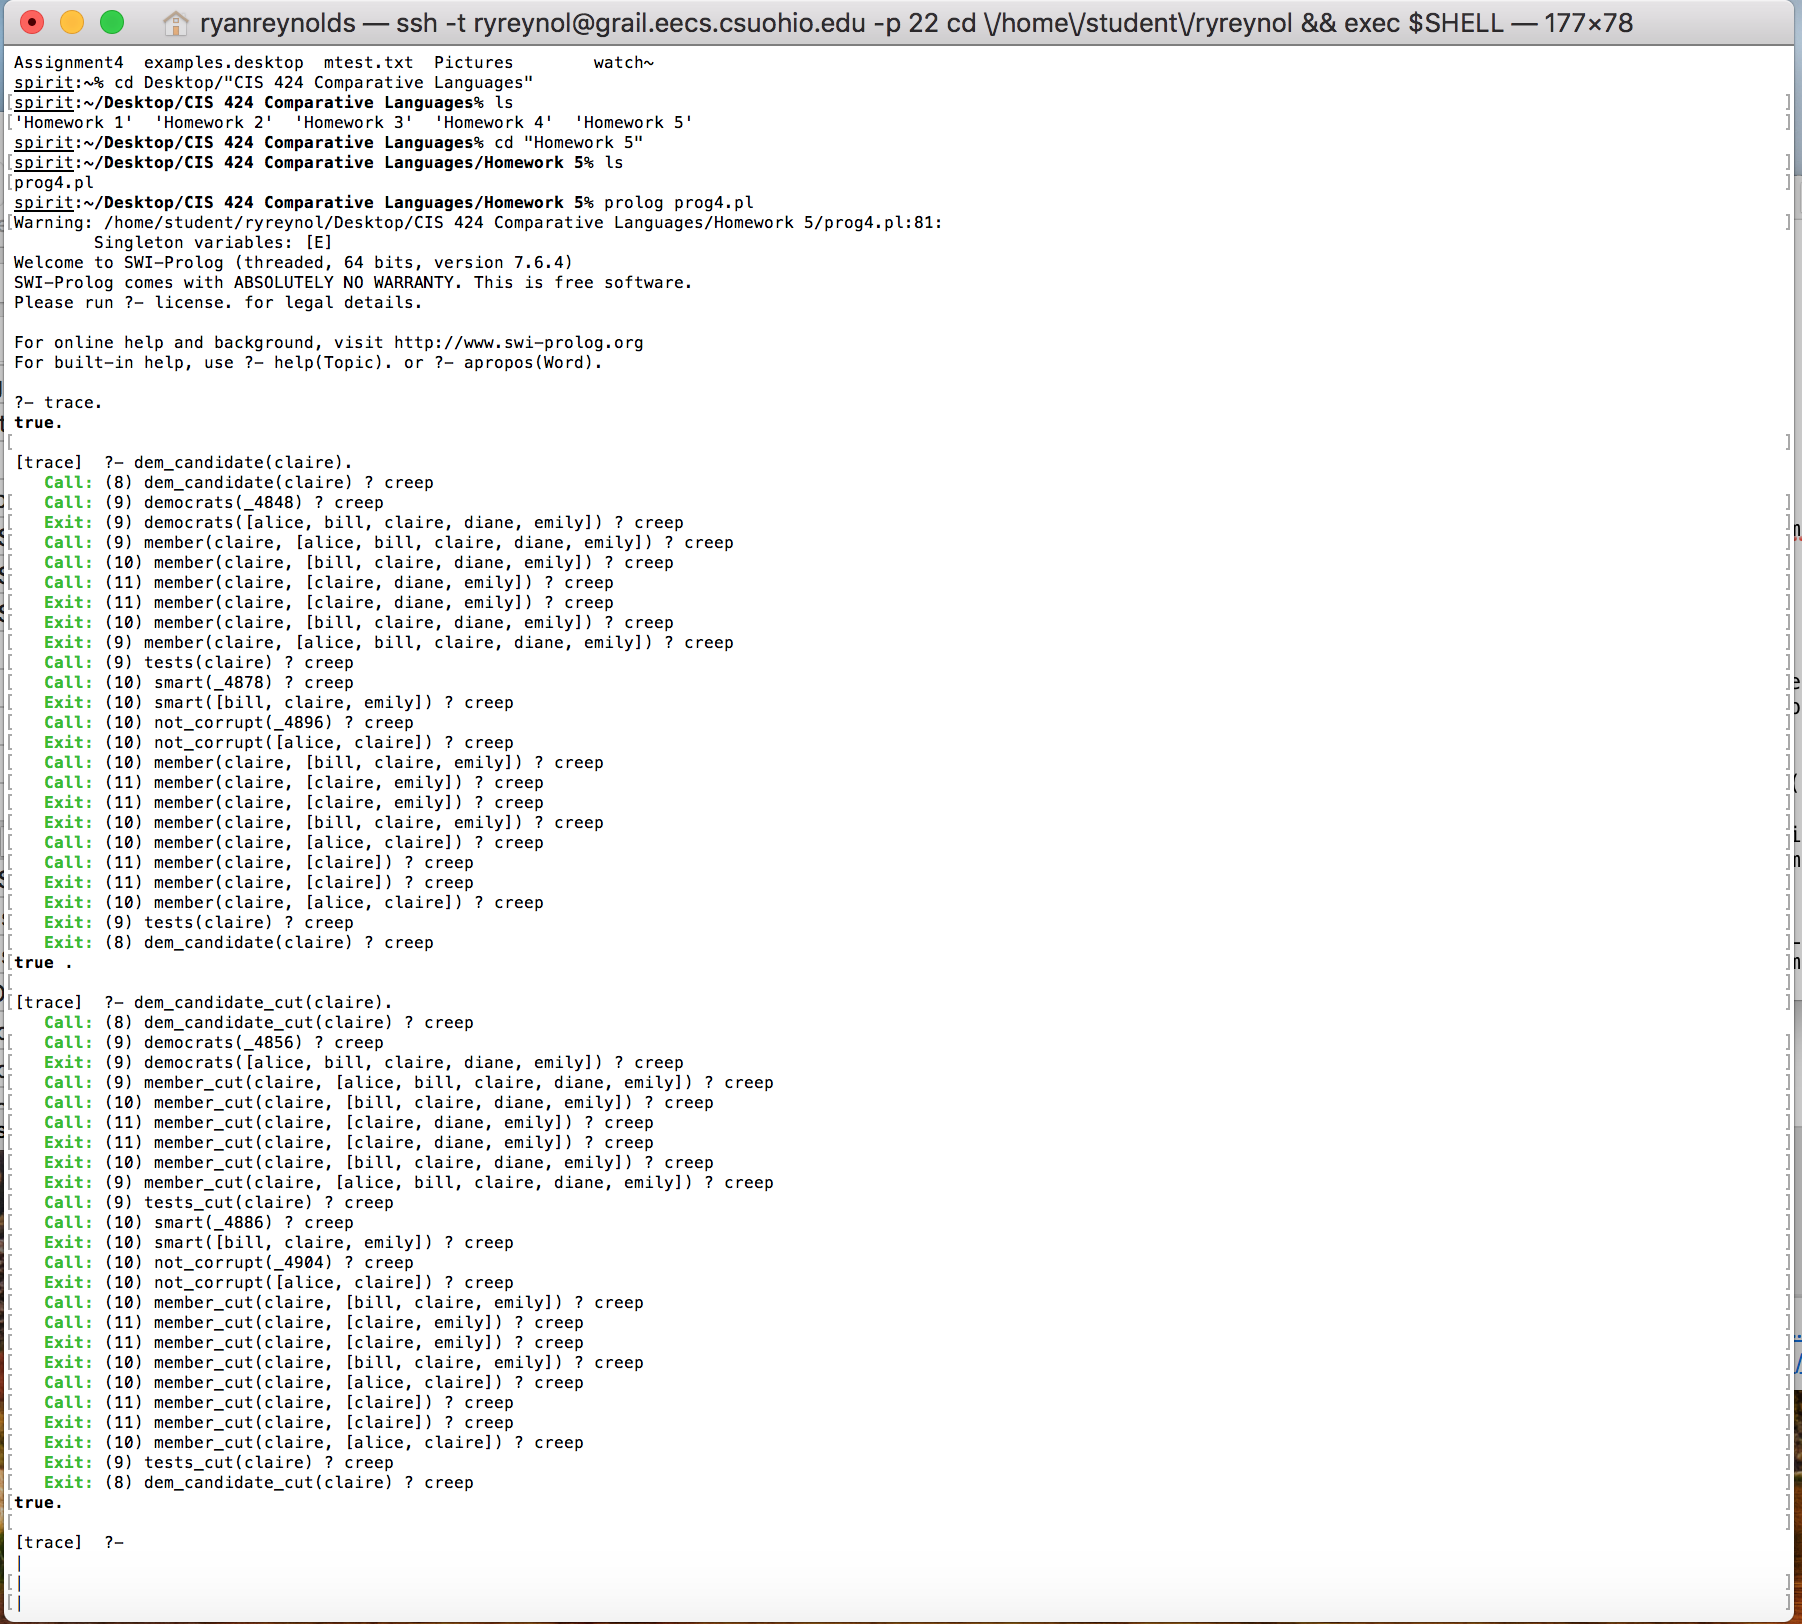 ryanreynolds — ssh -t ryreynol@grail.eecs.csuohio.edu -p 22 cd \/home\/student\/ryreynol && exec $SHELL — 177×78
Assignment4  examples.desktop  mtest.txt  Pictures        watch~
spirit:~% cd Desktop/"CIS 424 Comparative Languages"
spirit:~/Desktop/CIS 424 Comparative Languages% ls
'Homework 1'  'Homework 2'  'Homework 3'  'Homework 4'  'Homework 5'
spirit:~/Desktop/CIS 424 Comparative Languages% cd "Homework 5"
spirit:~/Desktop/CIS 424 Comparative Languages/Homework 5% ls
prog4.pl
spirit:~/Desktop/CIS 424 Comparative Languages/Homework 5% prolog prog4.pl
Warning: /home/student/ryreynol/Desktop/CIS 424 Comparative Languages/Homework 5/prog4.pl:81:
        Singleton variables: [E]
Welcome to SWI-Prolog (threaded, 64 bits, version 7.6.4)
SWI-Prolog comes with ABSOLUTELY NO WARRANTY. This is free software.
Please run ?- license. for legal details.
For online help and background, visit http://www.swi-prolog.org
For built-in help, use ?- help(Topic). or ?- apropos(Word).
?- trace.
true.
[trace]  ?- dem_candidate(claire).
   Call: (8) dem_candidate(claire) ? creep
   Call: (9) democrats(_4848) ? creep
   Exit: (9) democrats([alice, bill, claire, diane, emily]) ? creep
   Call: (9) member(claire, [alice, bill, claire, diane, emily]) ? creep
   Call: (10) member(claire, [bill, claire, diane, emily]) ? creep
   Call: (11) member(claire, [claire, diane, emily]) ? creep
   Exit: (11) member(claire, [claire, diane, emily]) ? creep
   Exit: (10) member(claire, [bill, claire, diane, emily]) ? creep
   Exit: (9) member(claire, [alice, bill, claire, diane, emily]) ? creep
   Call: (9) tests(claire) ? creep
   Call: (10) smart(_4878) ? creep
   Exit: (10) smart([bill, claire, emily]) ? creep
   Call: (10) not_corrupt(_4896) ? creep
   Exit: (10) not_corrupt([alice, claire]) ? creep
   Call: (10) member(claire, [bill, claire, emily]) ? creep
   Call: (11) member(claire, [claire, emily]) ? creep
   Exit: (11) member(claire, [claire, emily]) ? creep
   Exit: (10) member(claire, [bill, claire, emily]) ? creep
   Call: (10) member(claire, [alice, claire]) ? creep
   Call: (11) member(claire, [claire]) ? creep
   Exit: (11) member(claire, [claire]) ? creep
   Exit: (10) member(claire, [alice, claire]) ? creep
   Exit: (9) tests(claire) ? creep
   Exit: (8) dem_candidate(claire) ? creep
true .
[trace]  ?- dem_candidate_cut(claire).
   Call: (8) dem_candidate_cut(claire) ? creep
   Call: (9) democrats(_4856) ? creep
   Exit: (9) democrats([alice, bill, claire, diane, emily]) ? creep
   Call: (9) member_cut(claire, [alice, bill, claire, diane, emily]) ? creep
   Call: (10) member_cut(claire, [bill, claire, diane, emily]) ? creep
   Call: (11) member_cut(claire, [claire, diane, emily]) ? creep
   Exit: (11) member_cut(claire, [claire, diane, emily]) ? creep
   Exit: (10) member_cut(claire, [bill, claire, diane, emily]) ? creep
   Exit: (9) member_cut(claire, [alice, bill, claire, diane, emily]) ? creep
   Call: (9) tests_cut(claire) ? creep
   Call: (10) smart(_4886) ? creep
   Exit: (10) smart([bill, claire, emily]) ? creep
   Call: (10) not_corrupt(_4904) ? creep
   Exit: (10) not_corrupt([alice, claire]) ? creep
   Call: (10) member_cut(claire, [bill, claire, emily]) ? creep
   Call: (11) member_cut(claire, [claire, emily]) ? creep
   Exit: (11) member_cut(claire, [claire, emily]) ? creep
   Exit: (10) member_cut(claire, [bill, claire, emily]) ? creep
   Call: (10) member_cut(claire, [alice, claire]) ? creep
   Call: (11) member_cut(claire, [claire]) ? creep
   Exit: (11) member_cut(claire, [claire]) ? creep
   Exit: (10) member_cut(claire, [alice, claire]) ? creep
   Exit: (9) tests_cut(claire) ? creep
   Exit: (8) dem_candidate_cut(claire) ? creep
true.
[trace]  ?-
|
|
|